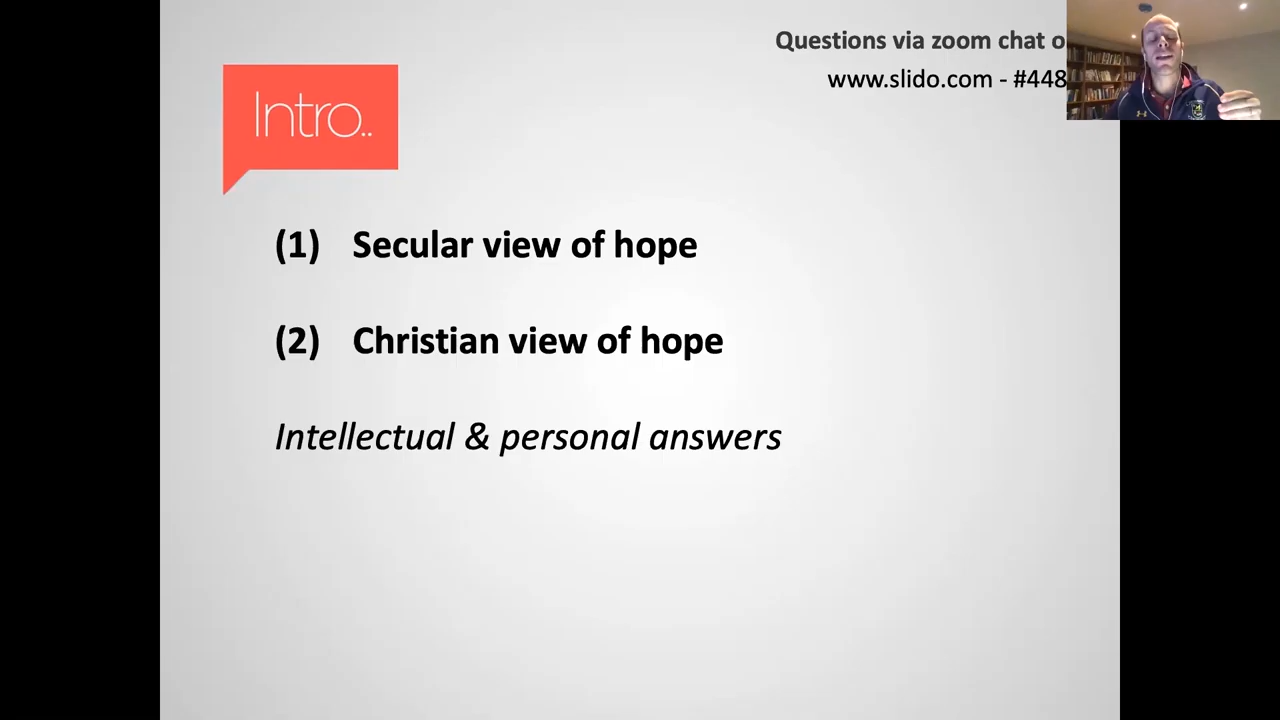 Questions via zoom chat o
www.slido.com - #448
Intro..
(1) Secular view of hope
(2) Christian view of hope
Intellectual & personal answers